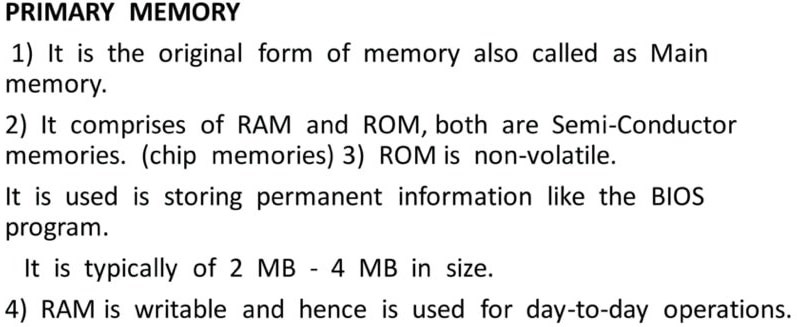 PRIMARY MEMORY
1) It is the original form of memory also called as Main
memory.
2) It comprises of RAM and ROM, both are Semi-Conductor
memories. (chip memories) 3) ROM is non-volatile.
It is used is storing permanent information like the BIOS
program.
It is typically of 2 MB - 4 MB in size.
4) RAM is writable and hence is used for day-to-day operations.